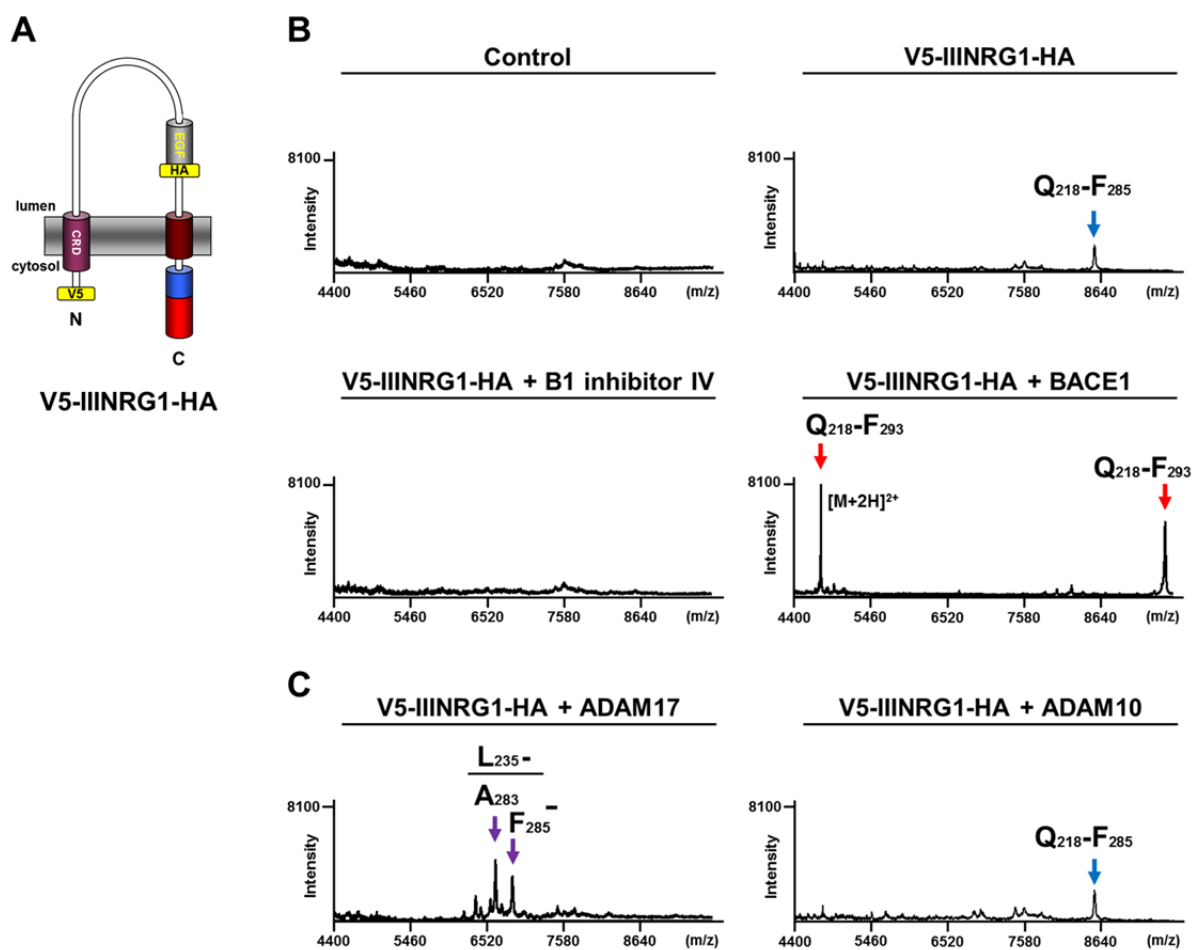 A
EGF
HA
lumen
CRD
cytosol
V5
N
C
V5-IIINRG1-HA
B
Control
8100
Intensity
4400 5460 6520 7580 8640 (m/z)
V5-IIINRG1-HA
8100
Intensity
Q218-F285
4400 5460 6520 7580 8640 (m/z)
V5-IIINRG1-HA + B1 inhibitor IV
8100
Intensity
4400 5460 6520 7580 8640 (m/z)
V5-IIINRG1-HA + BACE1
Q218-F293
Q218-F293
8100
[M+2H]2+
Intensity
4400 5460 6520 7580 8640 (m/z)
C
V5-IIINRG1-HA + ADAM17
L235-
A283
F285-
8100
Intensity
4400 5460 6520 7580 8640 (m/z)
V5-IIINRG1-HA + ADAM10
8100
Q218-F285
Intensity
4400 5460 6520 7580 8640 (m/z)